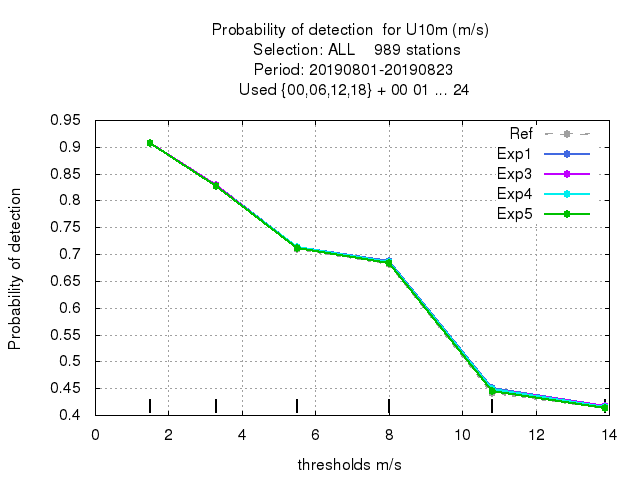 Probability of detection  for U10m (m/s)
Selection: ALL    989 stations
Period: 20190801-20190823
Used {00,06,12,18} + 00 01 ... 24
Probability of detection
0.95
0.9
0.85
0.8
0.75
0.7
0.65
0.6
0.55
0.5
0.45
0.4
Ref
Exp1
Exp3
Exp4
Exp5
0 2 4 6 8 10 12 14
thresholds m/s